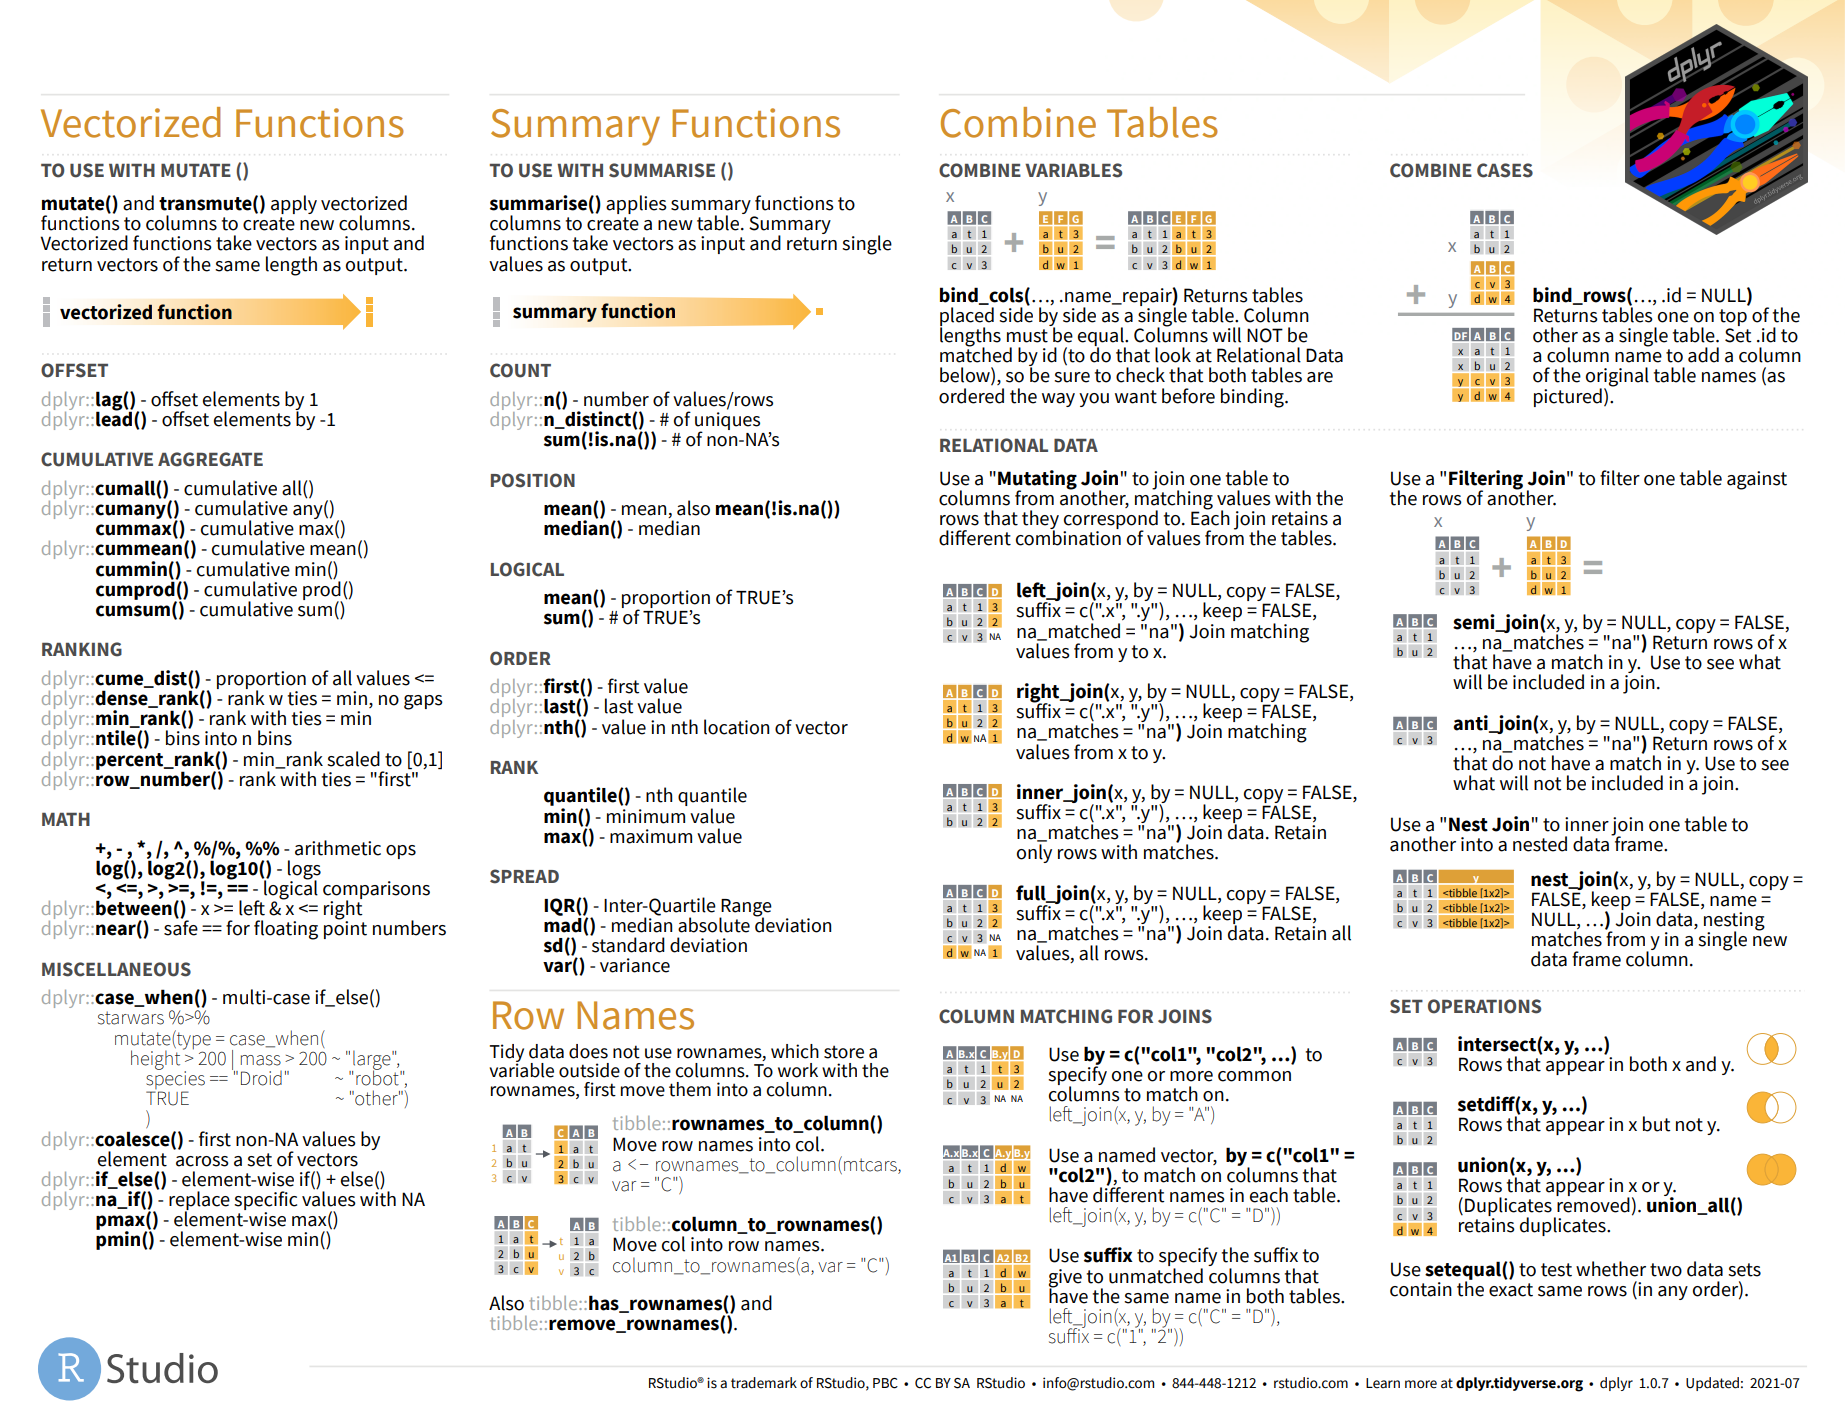 dplyr
dplyr.tidyverse.org
Vectorized Functions
TO USE WITH MUTATE ()
mutate() and transmute() apply vectorized
functions to columns to create new columns.
Vectorized functions take vectors as input and
return vectors of the same length as output.
vectorized function
OFFSET
dplyr::lag() - offset elements by 1
dplyr::lead() - offset elements by -1
CUMULATIVE AGGREGATE
dplyr::cumall() - cumulative all()
dplyr::cumany() - cumulative any()
cummax() - cumulative max()
dplyr::cummean() - cumulative mean()
cummin() - cumulative min()
cumprod() - cumulative prod()
cumsum() - cumulative sum()
RANKING
dplyr::cume_dist() - proportion of all values <=
dplyr::dense_rank() - rank w ties = min, no gaps
dplyr::min_rank() - rank with ties = min
dplyr::ntile() - bins into n bins
dplyr::percent_rank() - min_rank scaled to [0,1]
dplyr::row_number() - rank with ties = "first"
MATH
+, - , *, /, ^, %/%, %% - arithmetic ops
log(), log2(), log10() - logs
<, <=, >, >=, !=, == - logical comparisons
dplyr::between() - x >= left & x <= right
dplyr::near() - safe == for floating point numbers
MISCELLANEOUS
dplyr::case_when() - multi-case if_else()
starwars %>%
mutate(type = case_when(
height > 200 | mass > 200 ~ "large",
species == "Droid" ~ "robot",
TRUE ~ "other")
)
dplyr::coalesce() - first non-NA values by
element across a set of vectors
dplyr::if_else() - element-wise if() + else()
dplyr::na_if() - replace specific values with NA
pmax() - element-wise max()
pmin() - element-wise min()
Summary Functions
TO USE WITH SUMMARISE ()
summarise() applies summary functions to
columns to create a new table. Summary
functions take vectors as input and return single
values as output.
summary function
COUNT
dplyr::n() - number of values/rows
dplyr::n_distinct() - # of uniques
sum(!is.na()) - # of non-NA's
POSITION
mean() - mean, also mean(!is.na())
median() - median
LOGICAL
mean() - proportion of TRUE's
sum() - # of TRUE's
ORDER
dplyr::first() - first value
dplyr::last() - last value
dplyr::nth() - value in nth location of vector
RANK
quantile() - nth quantile
min() - minimum value
max() - maximum value
SPREAD
IQR() - Inter-Quartile Range
mad() - median absolute deviation
sd() - standard deviation
var() - variance
Row Names
Tidy data does not use rownames, which store a
variable outside of the columns. To work with the
rownames, first move them into a column.
A B
1 a t
2 b u
3 c v
C A B
1 a t
2 b u
3 c v
tibble::rownames_to_column()
Move row names into col.
a <- rownames_to_column(mtcars,
var = "C")
A B C
1 a t
2 b u
3 c v
A B
t 1 a
u 2 b
v 3 c
tibble::column_to_rownames()
Move col into row names.
column_to_rownames(a, var = "C")
Also tibble::has_rownames() and
tibble::remove_rownames().
Combine Tables
COMBINE VARIABLES
x y
A B C E F G A B C E F G
a t 1 a t 3 a t 1 a t 3
b u 2 + b u 2 = b u 2 b u 2
c v 3 d w 1 c v 3 d w 1
bind_cols(…, .name_repair) Returns tables
placed side by side as a single table. Column
lengths must be equal. Columns will NOT be
matched by id (to do that look at Relational Data
below), so be sure to check that both tables are
ordered the way you want before binding.
COMBINE CASES
A B C
a t 1
x b u 2
A B C
c v 3
+ y d w 4
DF A B C
x a t 1
x b u 2
y c v 3
y d w 4
bind_rows(…, .id = NULL)
Returns tables one on top of the
other as a single table. Set .id to
a column name to add a column
of the original table names (as
pictured).
RELATIONAL DATA
Use a "Mutating Join" to join one table to
columns from another, matching values with the
rows that they correspond to. Each join retains a
different combination of values from the tables.
A B C D
a t 1 3
b u 2 2
c v 3 NA
left_join(x, y, by = NULL, copy = FALSE,
suffix = c(".x", ".y"), …, keep = FALSE,
na_matched = "na") Join matching
values from y to x.
A B C D
a t 1 3
b u 2 2
d w NA 1
right_join(x, y, by = NULL, copy = FALSE,
suffix = c(".x", ".y"), …, keep = FALSE,
na_matches = "na") Join matching
values from x to y.
A B C D
a t 1 3
b u 2 2
inner_join(x, y, by = NULL, copy = FALSE,
suffix = c(".x", ".y"), …, keep = FALSE,
na_matches = "na") Join data. Retain
only rows with matches.
A B C D
a t 1 3
b u 2 2
c v 3 NA
d w NA 1
full_join(x, y, by = NULL, copy = FALSE,
suffix = c(".x", ".y"), …, keep = FALSE,
na_matches = "na") Join data. Retain all
values, all rows.
COLUMN MATCHING FOR JOINS
A B.x C B.y D
a t 1 t 3
b u 2 u 2
c v 3 NA NA
Use by = c("col1", "col2", …) to
specify one or more common
columns to match on.
left_join(x, y, by = "A")
A.x B.x C A.y B.y
a t 1 d w
b u 2 b u
c v 3 a t
Use a named vector, by = c("col1" =
"col2"), to match on columns that
have different names in each table.
left_join(x, y, by = c("C" = "D"))
A1 B1 C A2 B2
a t 1 d w
b u 2 b u
c v 3 a t
Use suffix to specify the suffix to
give to unmatched columns that
have the same name in both tables.
left_join(x, y, by = c("C" = "D"),
suffix = c("1", "2"))
Use a "Filtering Join" to filter one table against
the rows of another.
x y
A B C A B D
a t 1 a t 3
b u 2 + b u 2 =
c v 3 d w 1
A B C
a t 1
b u 2
semi_join(x, y, by = NULL, copy = FALSE,
…, na_matches = "na") Return rows of x
that have a match in y. Use to see what
will be included in a join.
A B C
c v 3
anti_join(x, y, by = NULL, copy = FALSE,
…, na_matches = "na") Return rows of x
that do not have a match in y. Use to see
what will not be included in a join.
Use a "Nest Join" to inner join one table to
another into a nested data frame.
A B C y
a t 1 <tibble [1x2]>
b u 2 <tibble [1x2]>
c v 3 <tibble [1x2]>
nest_join(x, y, by = NULL, copy =
FALSE, keep = FALSE, name =
NULL, …) Join data, nesting
matches from y in a single new
data frame column.
SET OPERATIONS
A B C
c v 3
intersect(x, y, …)
Rows that appear in both x and y.
A B C
a t 1
b u 2
setdiff(x, y, …)
Rows that appear in x but not y.
A B C
a t 1
b u 2
c v 3
d w 4
union(x, y, …)
Rows that appear in x or y.
(Duplicates removed). union_all()
retains duplicates.
Use setequal() to test whether two data sets
contain the exact same rows (in any order).
R Studio
RStudio® is a trademark of RStudio, PBC • CC BY SA RStudio • info@rstudio.com • 844-448-1212 • rstudio.com • Learn more at dplyr.tidyverse.org • dplyr 1.0.7 • Updated: 2021-07